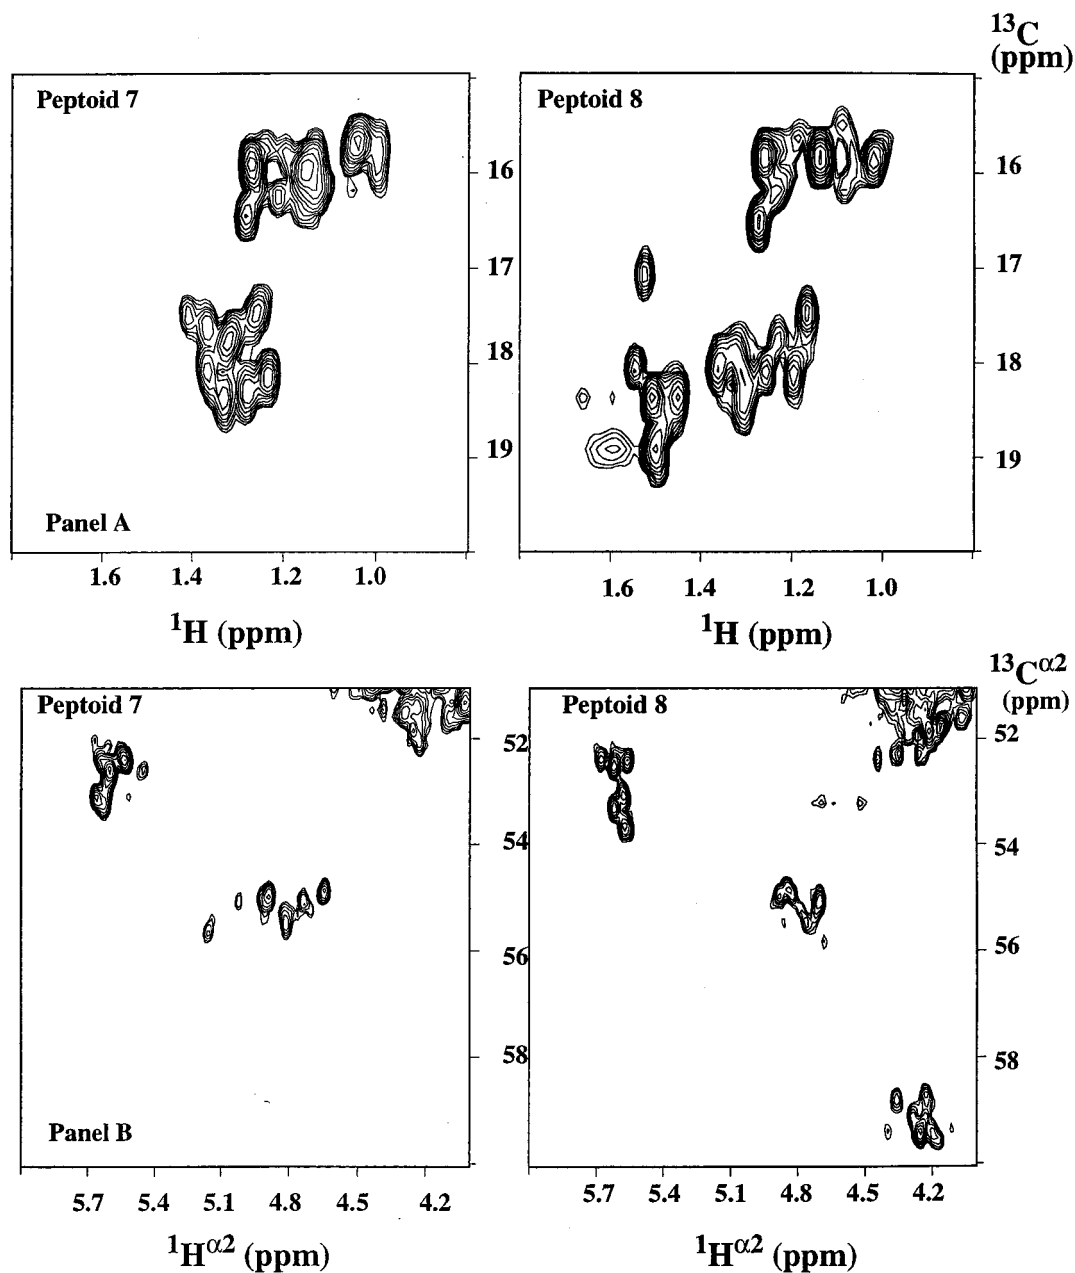 13C
(ppm)
Peptoid 7
Peptoid 8
16
16
17
17
18
18
19
19
Panel A
1.6 1.4 1.2 1.0
1.6 1.4 1.2 1.0
1H (ppm)
1H (ppm)
13Cα2
(ppm)
Peptoid 7
Peptoid 8
52
52
54
54
56
56
58
58
Panel B
5.7 5.4 5.1 4.8 4.5 4.2
5.7 5.4 5.1 4.8 4.5 4.2
1Hα2 (ppm)
1Hα2 (ppm)